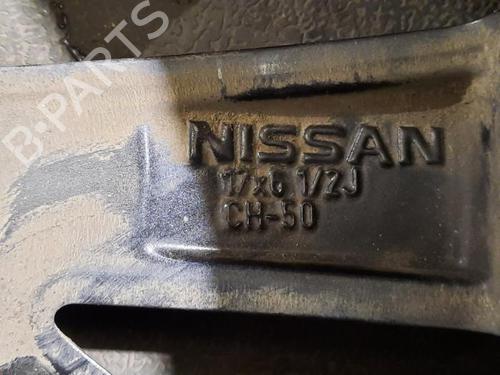 B-PARTS
NISSAN
17x6 1/2J
CH-50